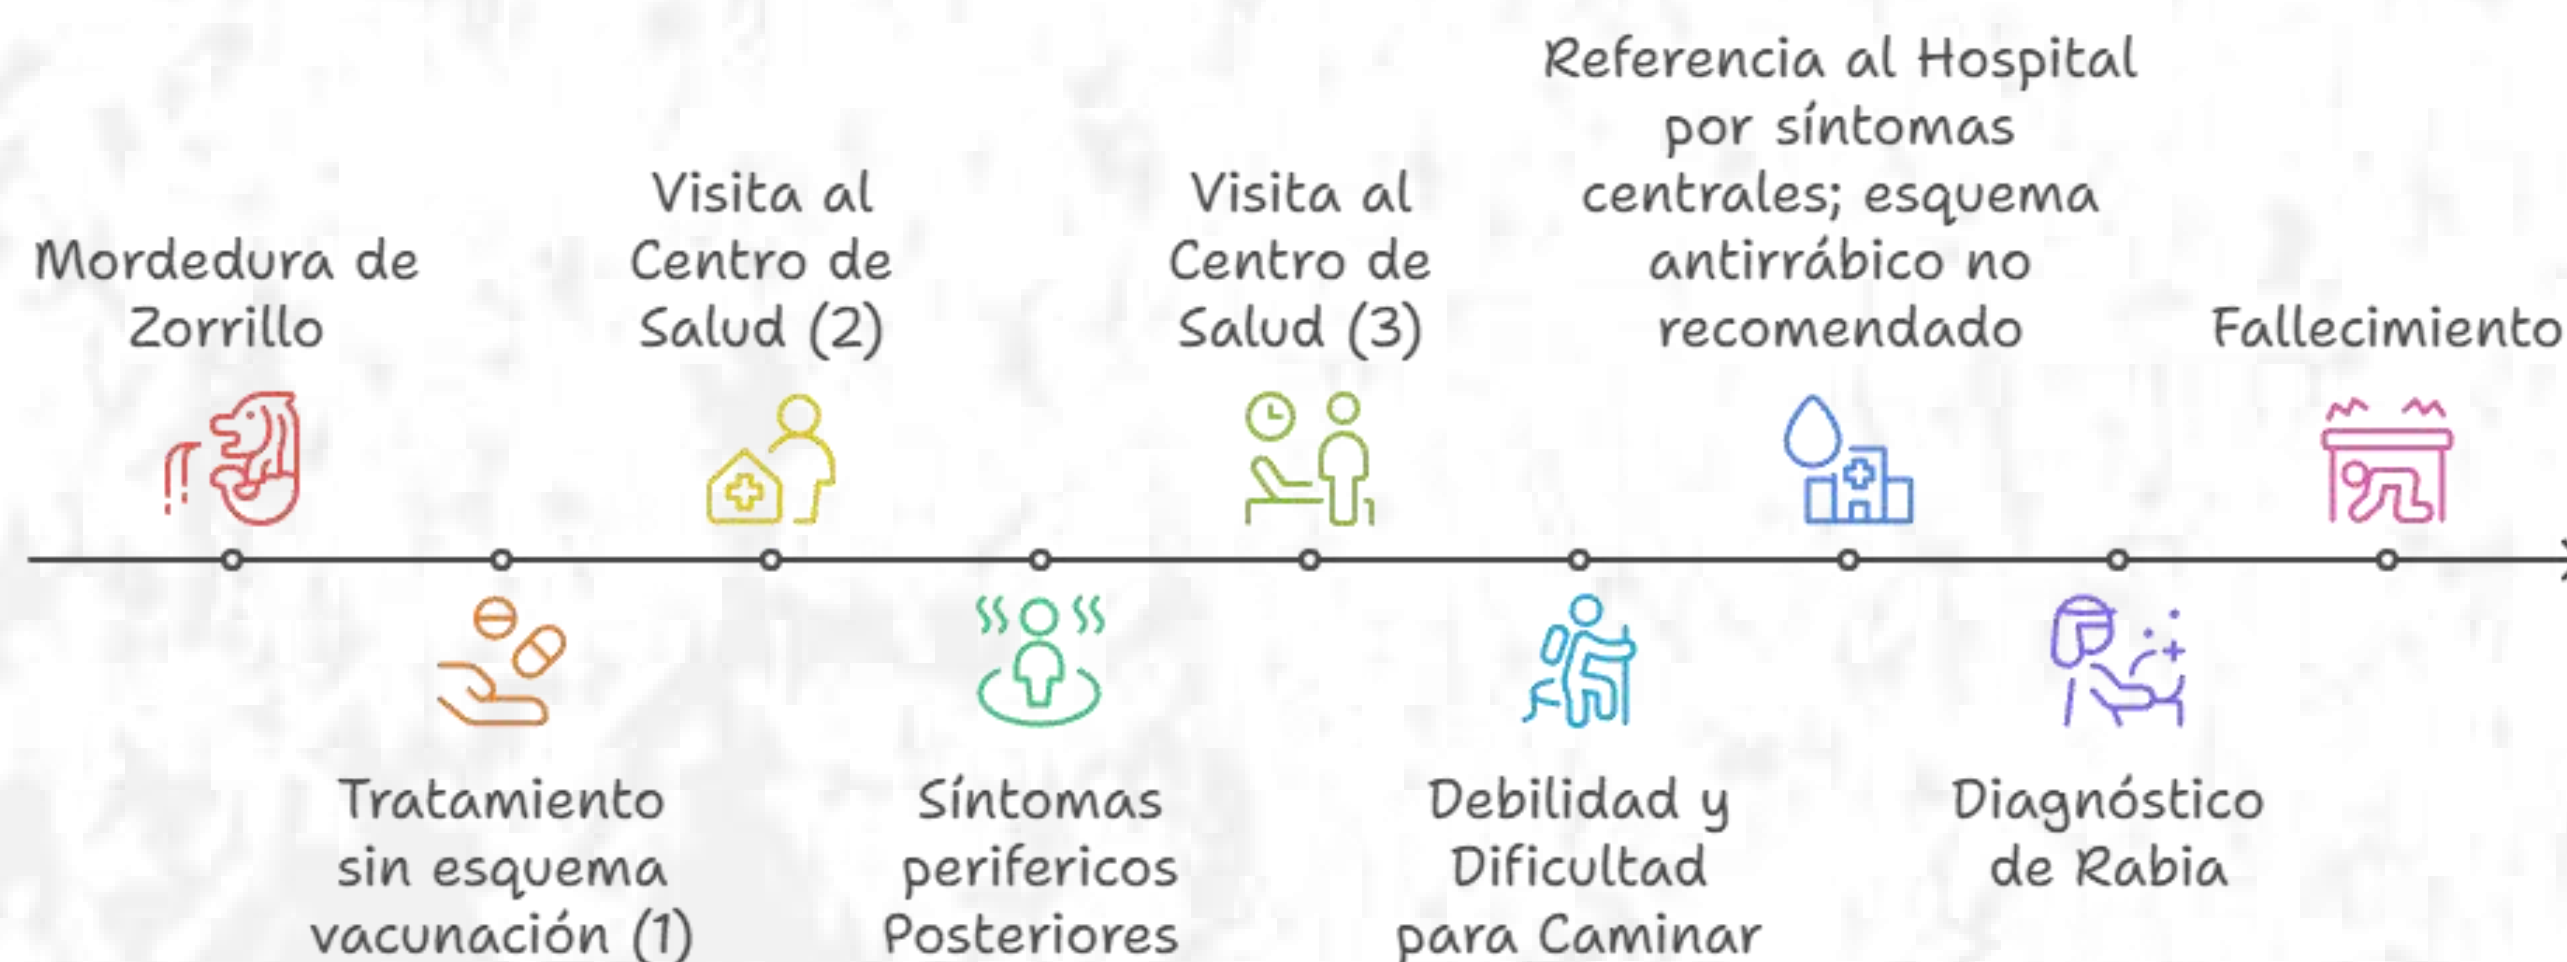 Mordedura de
Zorrillo
Tratamiento
sin esquema
vacunación (1)
Visita al
Centro de
Salud (2)
Síntomas
perifericos
Posteriores
Visita al
Centro de
Salud (3)
Debilidad y
Dificultad
para Caminar
Referencia al Hospital
por síntomas
centrales; esquema
antirrábico no
recomendado
Diagnóstico
de Rabia
Fallecimiento